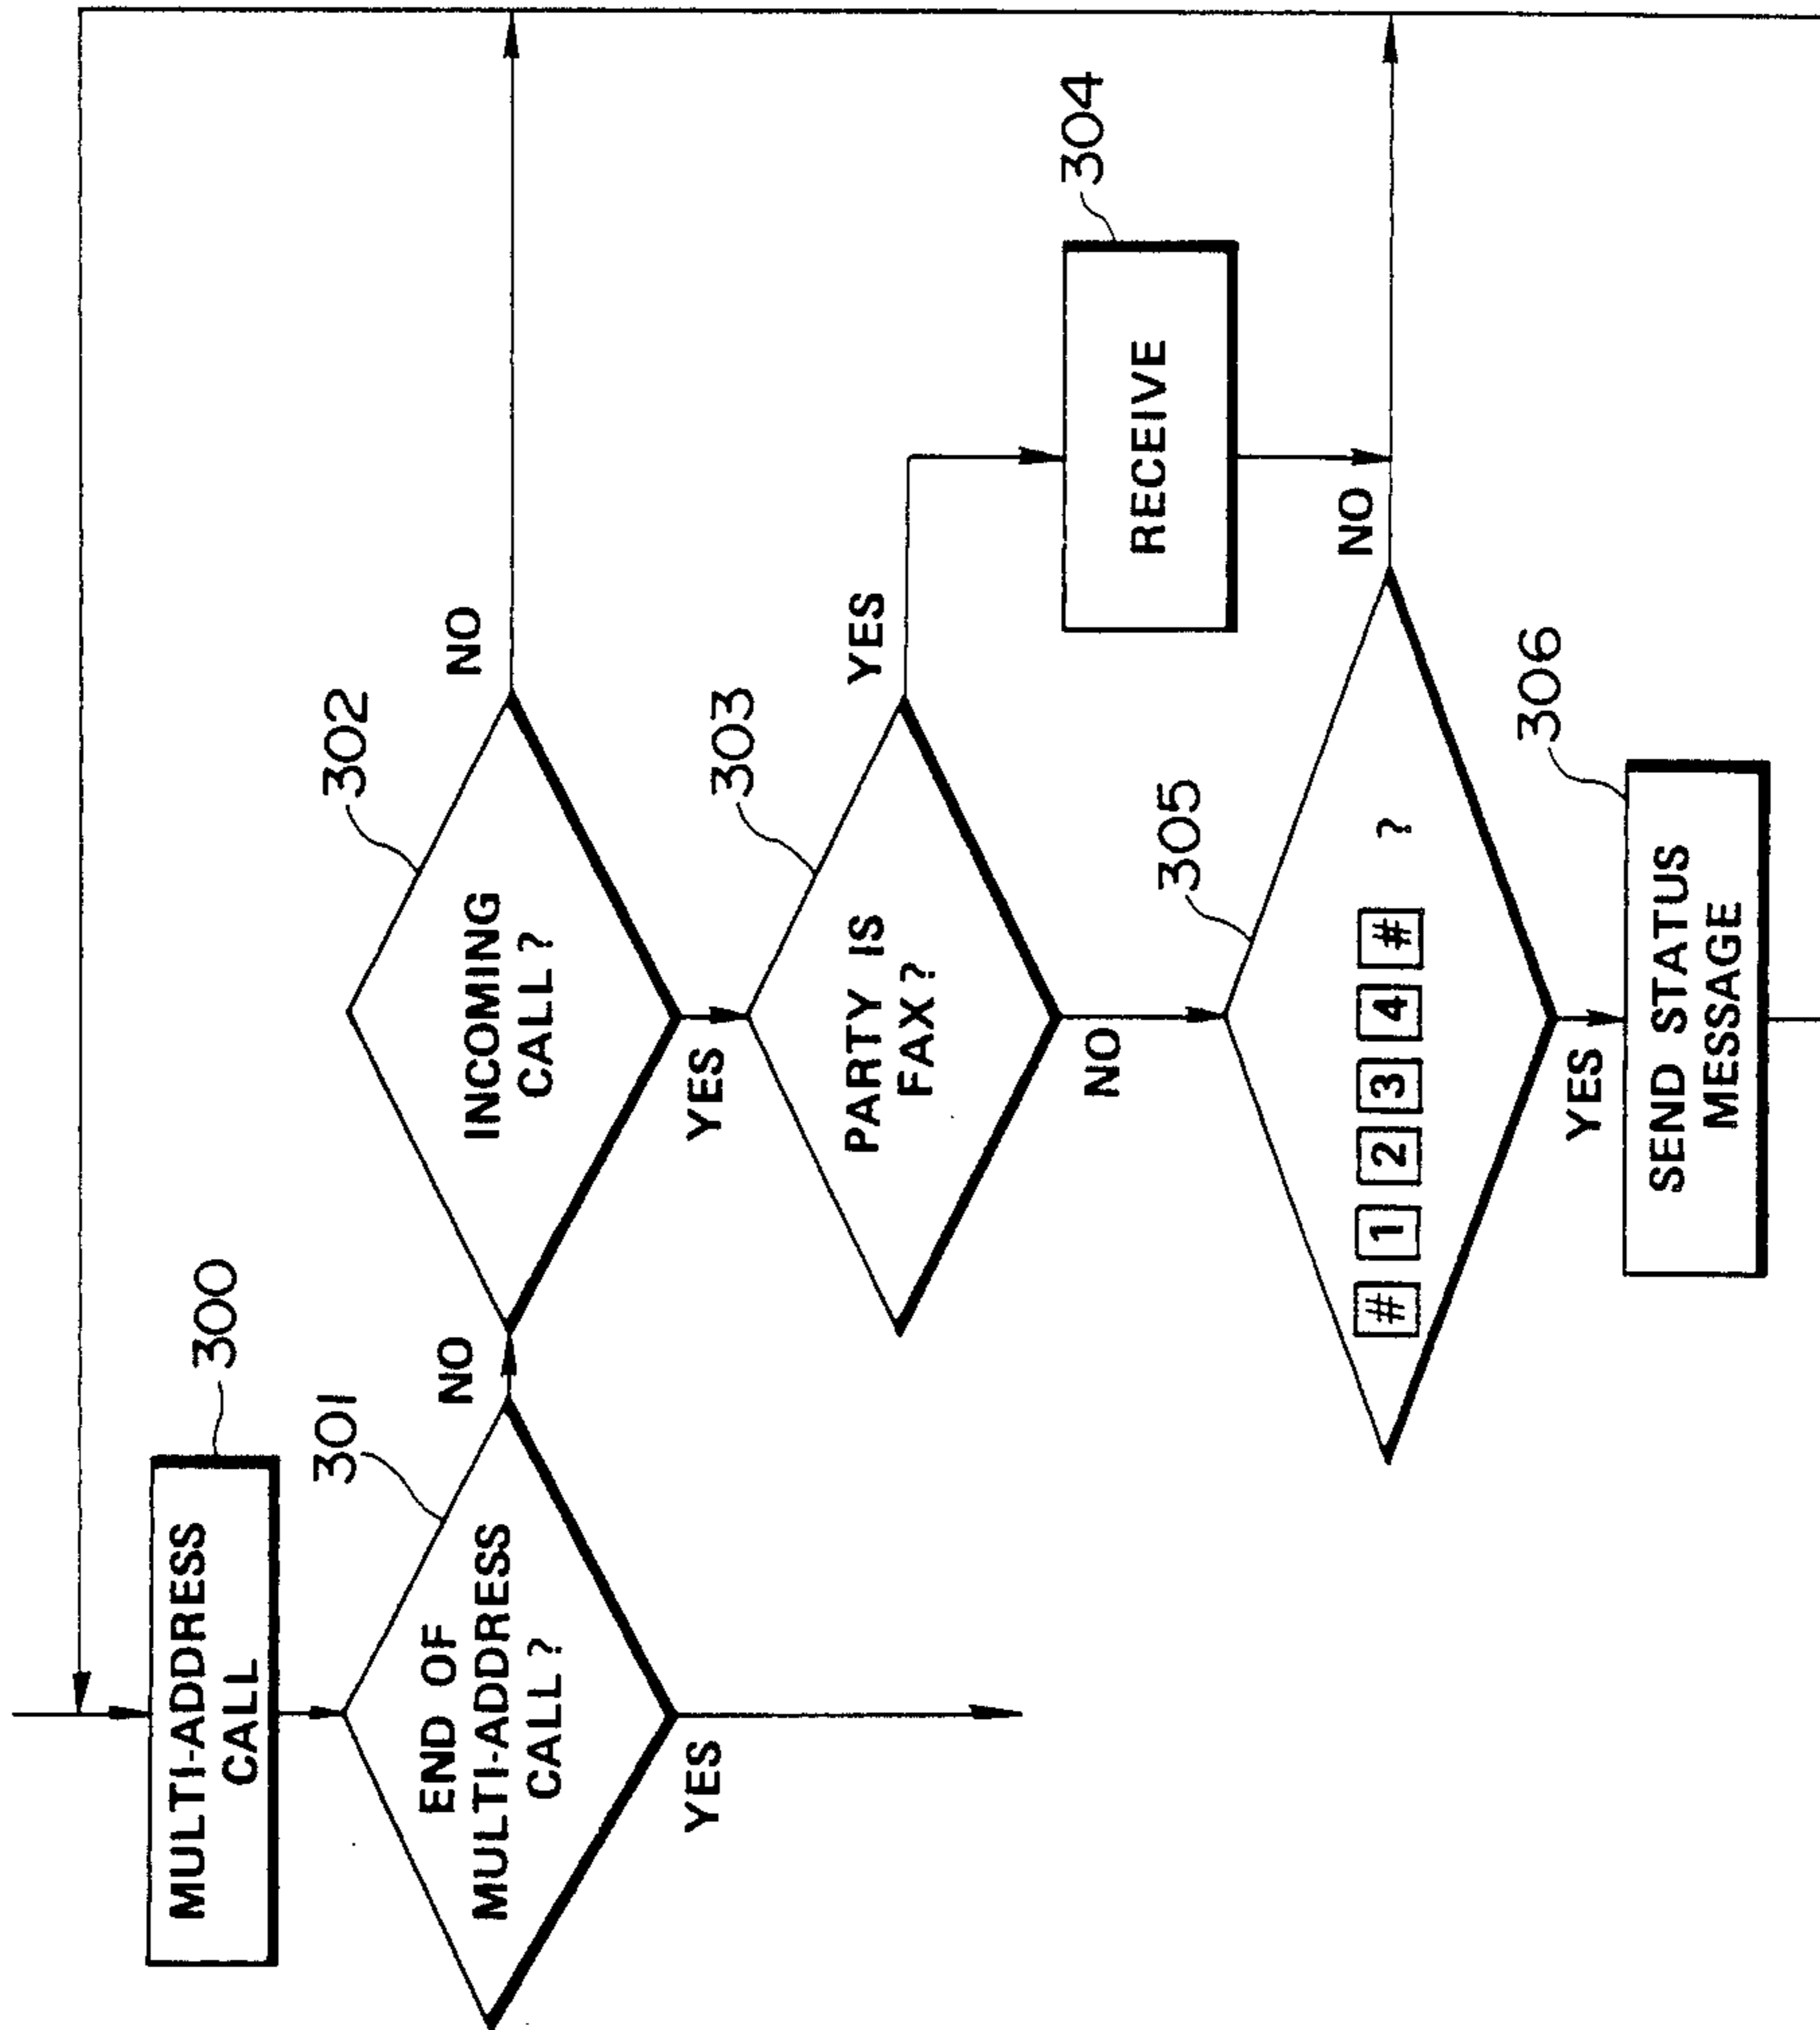 300
MULTI-ADDRESS
CALL
301
END OF
MULTI-ADDRESS
CALL?
NO
YES
302
INCOMING
CALL?
NO
YES
303
PARTY IS
FAX?
YES
NO
304
RECEIVE
305
# 1 2 3 4 # ?
NO
YES
306
SEND STATUS
MESSAGE